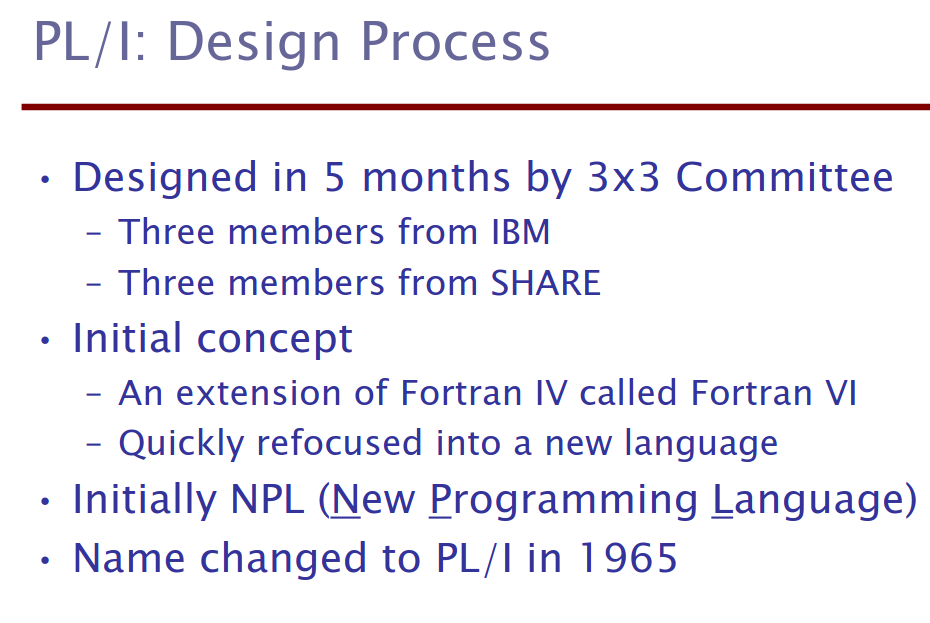 PL/I: Design Process
• Designed in 5 months by 3x3 Committee
– Three members from IBM
– Three members from SHARE
• Initial concept
– An extension of Fortran IV called Fortran VI
– Quickly refocused into a new language
• Initially NPL (New Programming Language)
• Name changed to PL/I in 1965